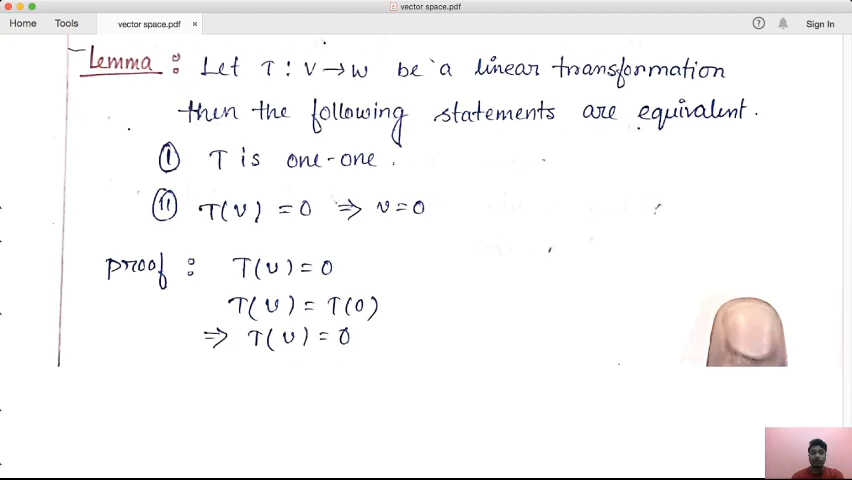 vector space.pdf
Home Tools vector space.pdf × ? Sign In
Lemma : Let T : V → W be a linear transformation
then the following statements are equivalent.
(I) T is one-one.
(II) T(V) = 0 ⇒ v = 0
proof : T(v) = 0
T(v) = T(0)
⇒ T(v) = 0